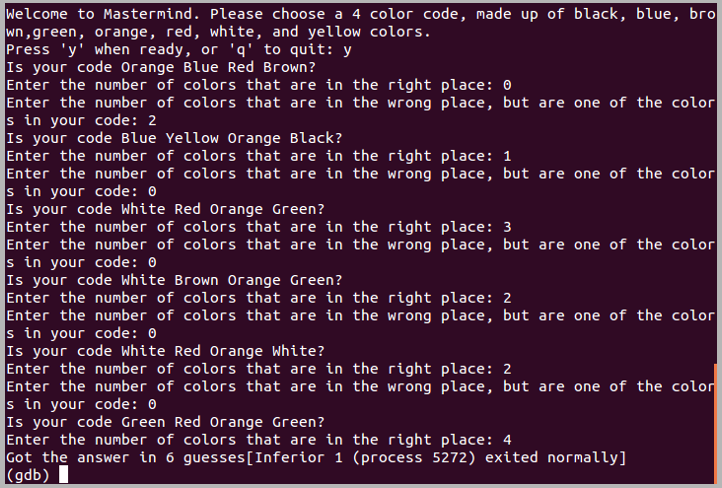 Welcome to Mastermind. Please choose a 4 color code, made up of black, blue, bro
wn,green, orange, red, white, and yellow colors.
Press 'y' when ready, or 'q' to quit: y
Is your code Orange Blue Red Brown?
Enter the number of colors that are in the right place: 0
Enter the number of colors that are in the wrong place, but are one of the color
s in your code: 2
Is your code Blue Yellow Orange Black?
Enter the number of colors that are in the right place: 1
Enter the number of colors that are in the wrong place, but are one of the color
s in your code: 0
Is your code White Red Orange Green?
Enter the number of colors that are in the right place: 3
Enter the number of colors that are in the wrong place, but are one of the color
s in your code: 0
Is your code White Brown Orange Green?
Enter the number of colors that are in the right place: 2
Enter the number of colors that are in the wrong place, but are one of the color
s in your code: 0
Is your code White Red Orange White?
Enter the number of colors that are in the right place: 2
Enter the number of colors that are in the wrong place, but are one of the color
s in your code: 0
Is your code Green Red Orange Green?
Enter the number of colors that are in the right place: 4
Got the answer in 6 guesses[Inferior 1 (process 5272) exited normally]
(gdb)